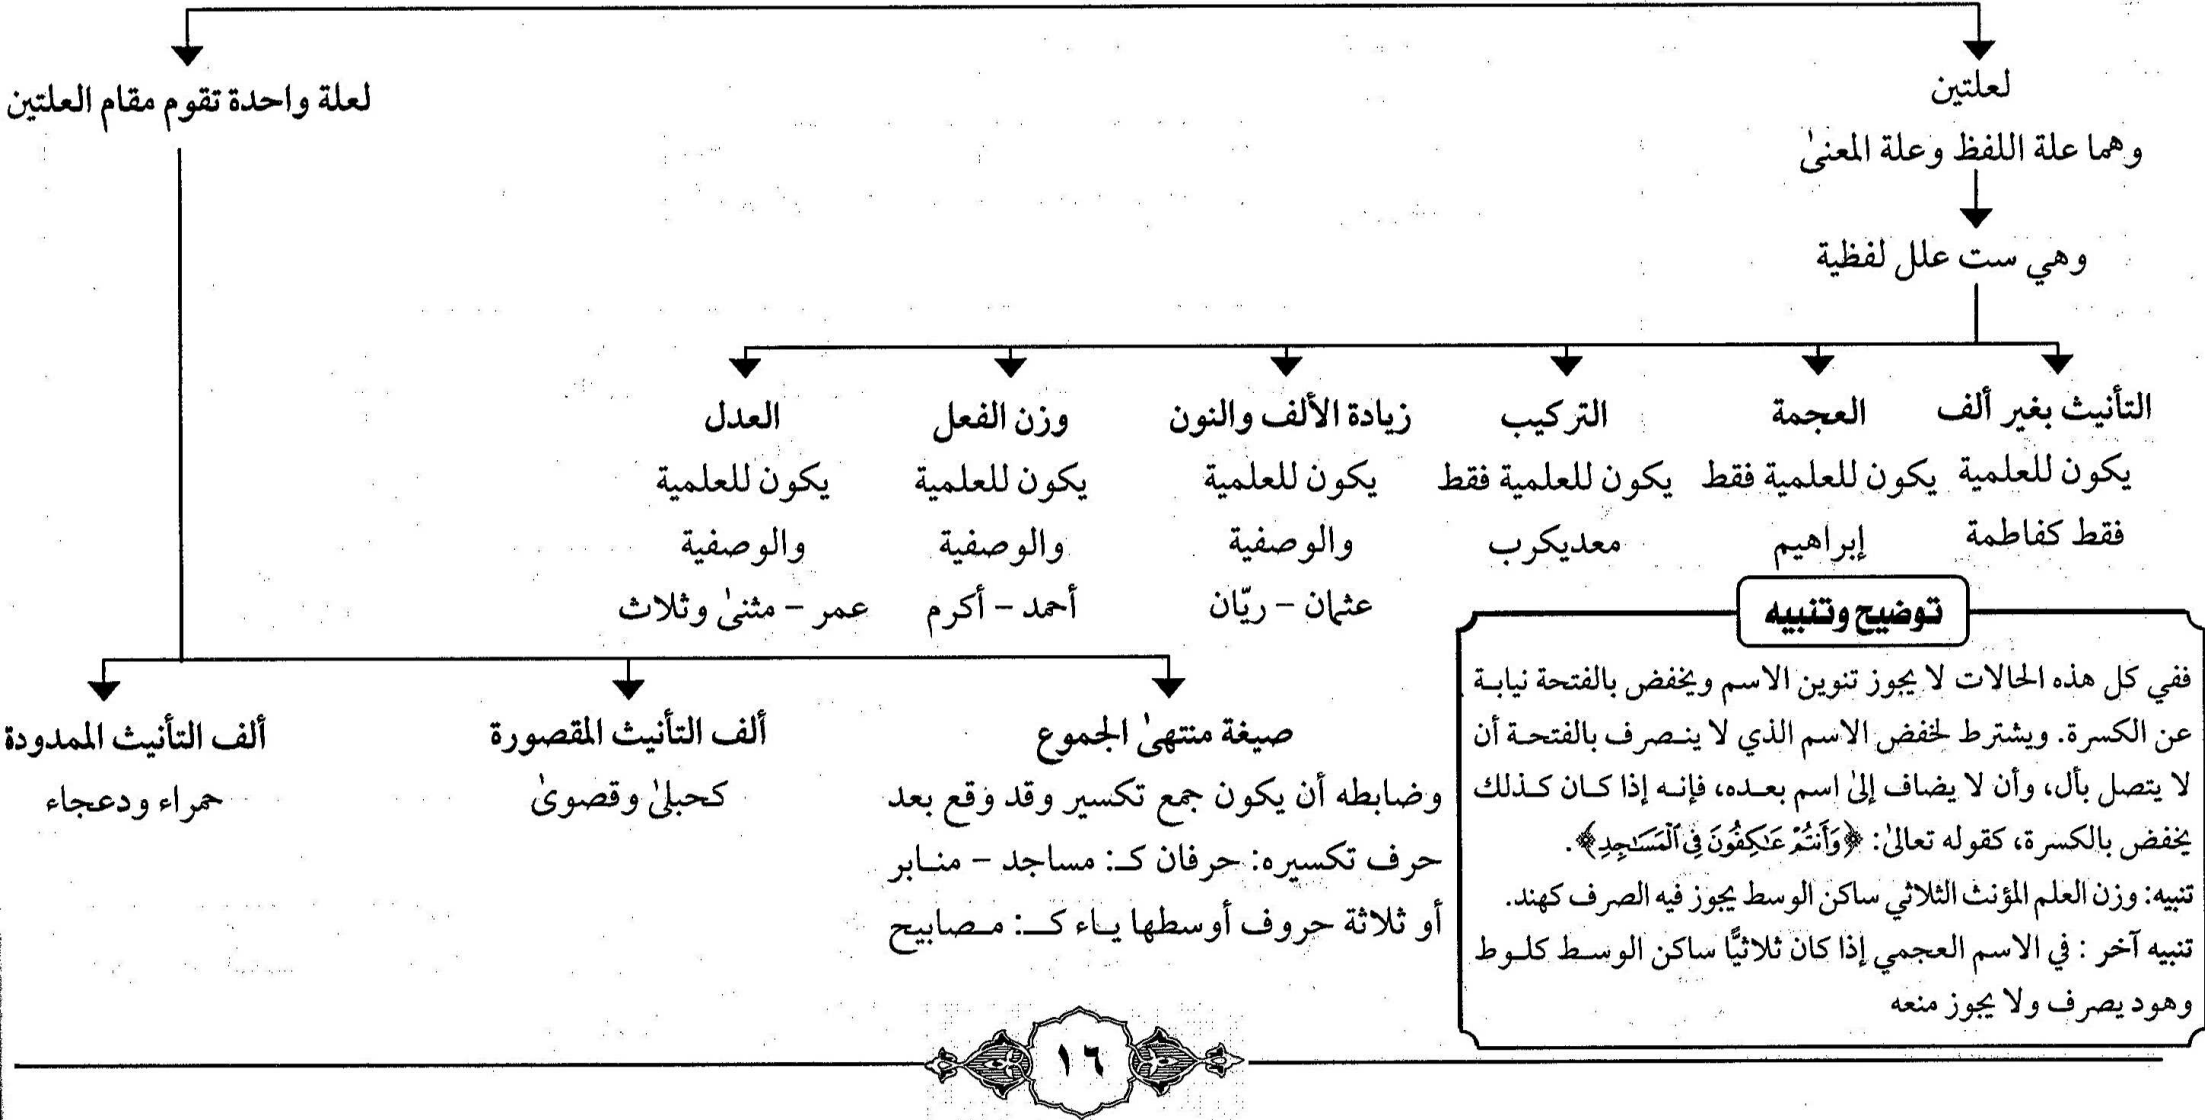 لعلتين
وهما علة اللفظ وعلة المعنىٰ
وهي ست علل لفظية
التأنيث بغير ألف
يكون للعلمية
فقط كفاطمة
العجمة
يكون للعلمية فقط
إبراهيم
التركيب
يكون للعلمية فقط
معديكرب
زيادة الألف والنون
يكون للعلمية
والوصفية
عثمان – ريّان
وزن الفعل
يكون للعلمية
والوصفية
أحمد – أكرم
العدل
يكون للعلمية
والوصفية
عمر – مثنىٰ وثلاث
لعلة واحدة تقوم مقام العلتين
صيغة منتهىٰ الجموع
وضابطه أن يكون جمع تكسير وقد وقع بعد
حرف تكسيره: حرفان كـ: مساجد – منابر
أو ثلاثة حروف أوسطها ياء كـ: مصابيح
ألف التأنيث المقصورة
كحبلىٰ وقصوىٰ
ألف التأنيث الممدودة
حمراء ودعجاء
توضيح وتنبيه
ففي كل هذه الحالات لا يجوز تنوين الاسم ويخفض بالفتحة نيابة
عن الكسرة. ويشترط لخفض الاسم الذي لا ينصرف بالفتحة أن
لا يتصل بأل، وأن لا يضاف إلىٰ اسم بعده، فإنه إذا كان كذلك
يخفض بالكسرة، كقوله تعالىٰ: ﴿وَأَنتُمۡ عَٰكِفُونَ فِي ٱلۡمَسَٰجِدِ﴾.
تنبيه: وزن العلم المؤنث الثلاثي ساكن الوسط يجوز فيه الصرف كهند.
تنبيه آخر : في الاسم العجمي إذا كان ثلاثيًّا ساكن الوسط كلوط
وهود يصرف ولا يجوز منعه
١٦